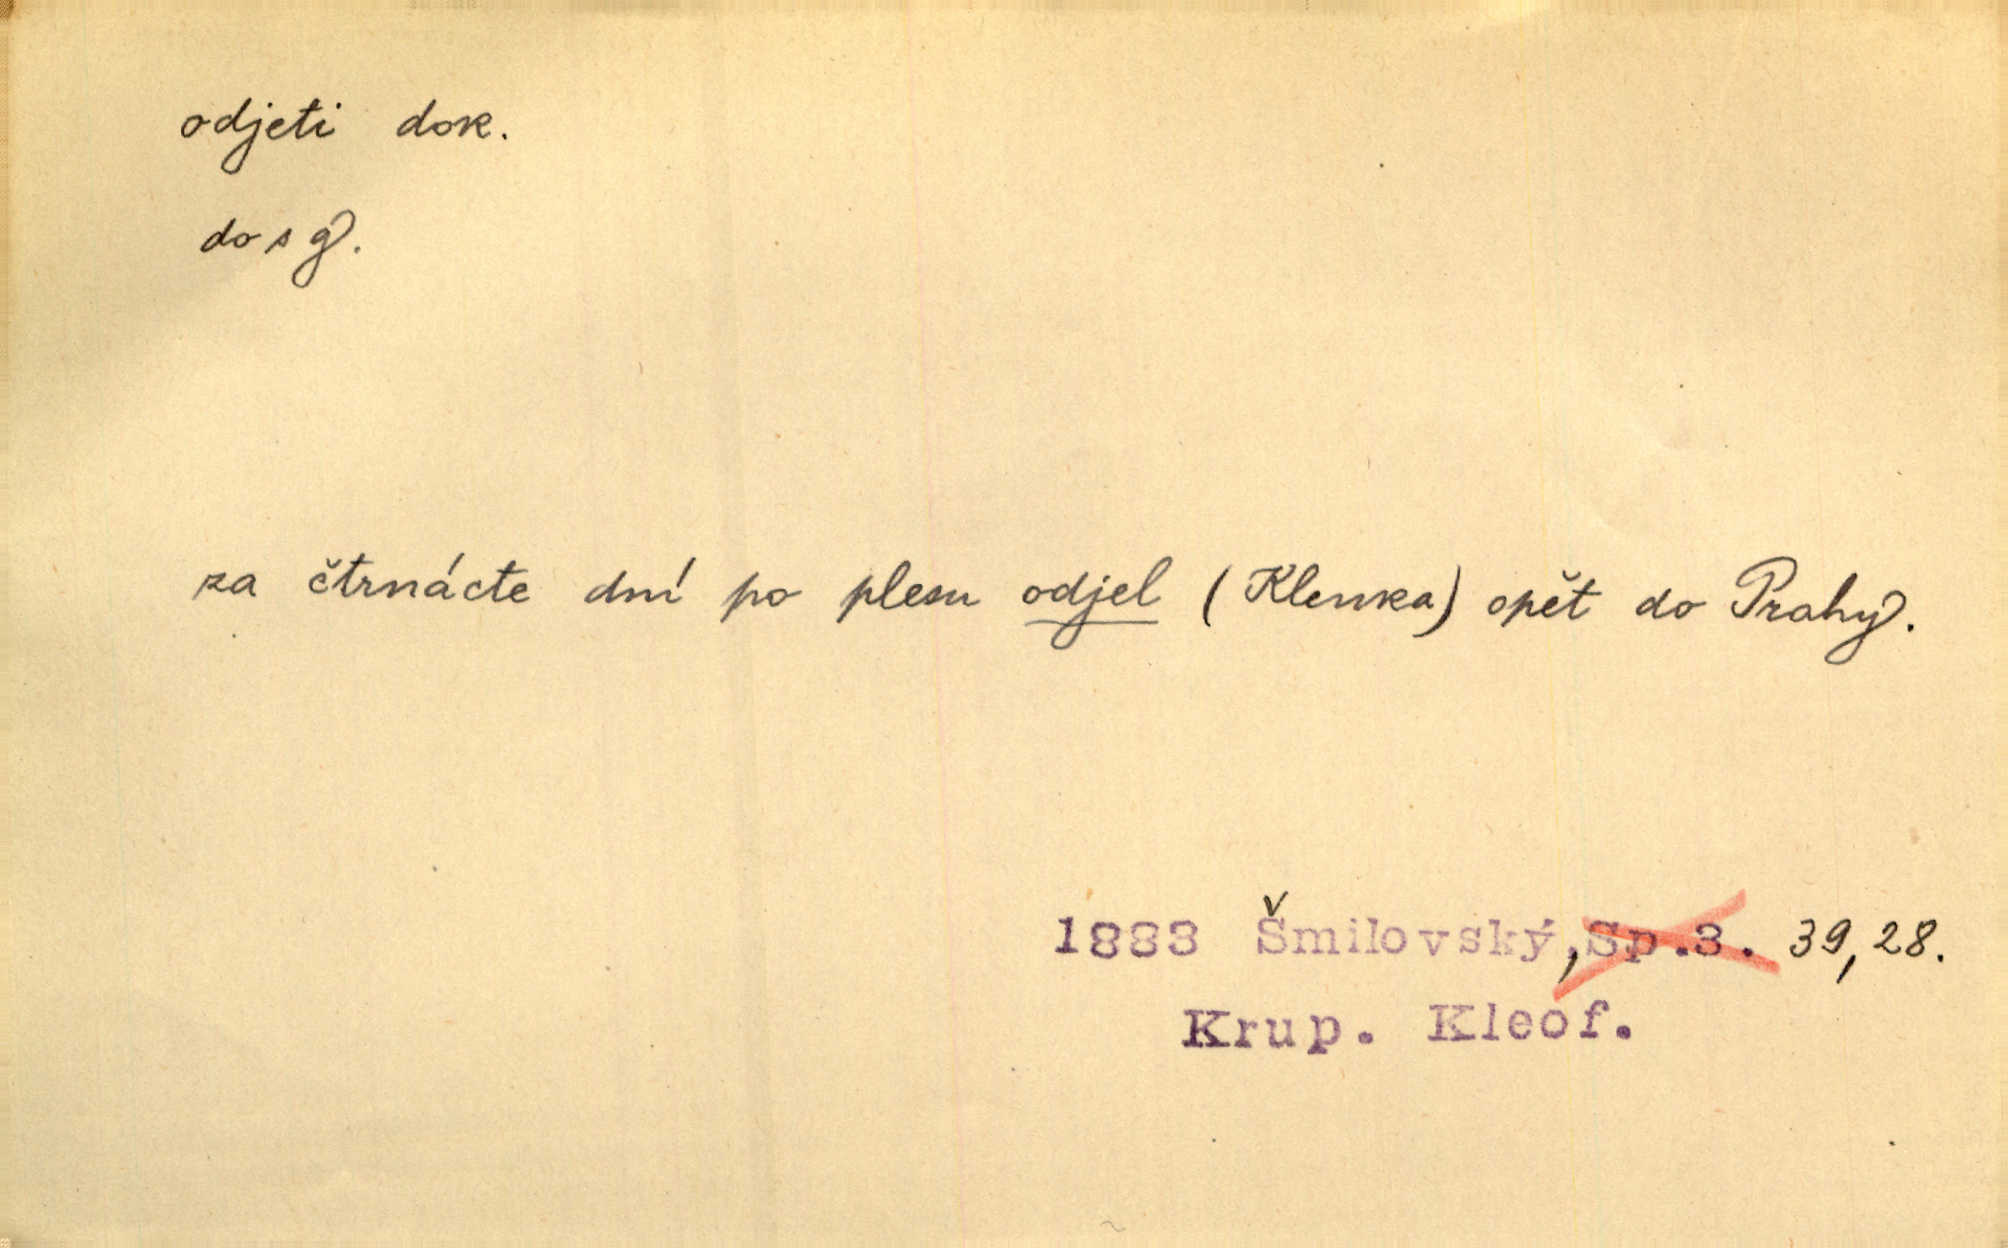 odjeti dok.
do s g.
za čtrnácte dní po plesu odjel (Klenka) opět do Prahy.
1883 Šmilovský, Sp.3. 39,28.
Krup. Kleof.